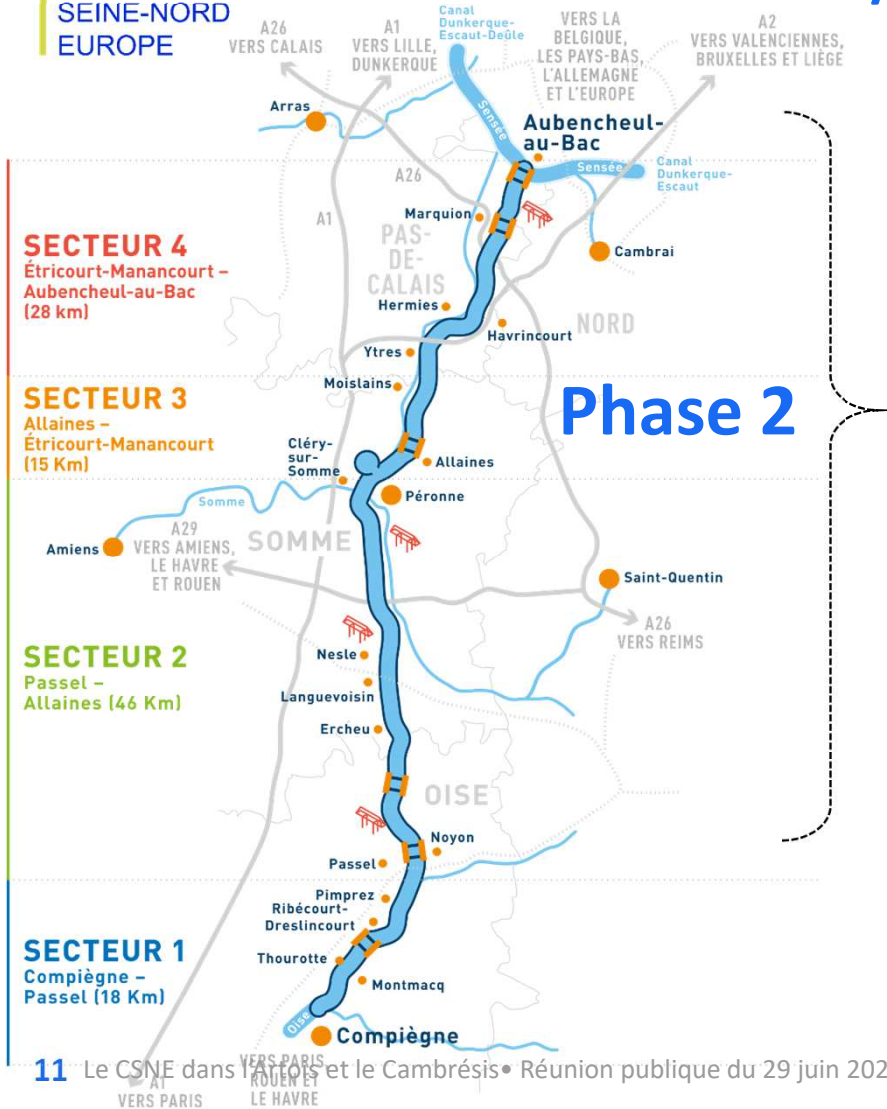 SEINE-NORD
EUROPE
A26
VERS CALAIS
A1
VERS LILLE,
DUNKERQUE
Canal
Dunkerque-
Escaut-Deûle
VERS LA
BELGIQUE,
LES PAYS-BAS,
L'ALLEMAGNE
ET L'EUROPE
A2
VERS VALENCIENNES,
BRUXELLES ET LIÈGE
Arras
Sensée
Aubencheul-
au-Bac
Sensée
Canal
Dunkerque-
Escaut
A26
A1
Marquion
PAS-
DE-
CALAIS
Cambrai
SECTEUR 4
Étricourt-Manancourt –
Aubencheul-au-Bac
(28 km)
Hermies
NORD
Havrincourt
Ytres
Moislains
SECTEUR 3
Allaines –
Étricourt-Manancourt
(15 Km)
Phase 2
Cléry-
sur-
Somme
Allaines
Péronne
Somme
A29
VERS AMIENS,
LE HAVRE
ET ROUEN
SOMME
Amiens
Saint-Quentin
A26
VERS REIMS
SECTEUR 2
Passel –
Allaines (46 Km)
Nesle
Languevoisin
Ercheu
OISE
Noyon
Passel
Pimprez
Ribécourt-
Dreslincourt
SECTEUR 1
Compiègne –
Passel (18 Km)
Thourotte
Montmacq
Oise
Compiègne
VERS PARIS,
ROUEN ET
LE HAVRE
11 Le CSNE dans l'Artois et le Cambrésis• Réunion publique du 29 juin 202
A1
VERS PARIS